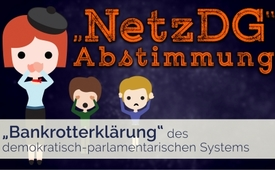 „NetzDG“
Abstimmung
„Bankrotterklärung“ des
demokratisch-parlamentarischen Systems